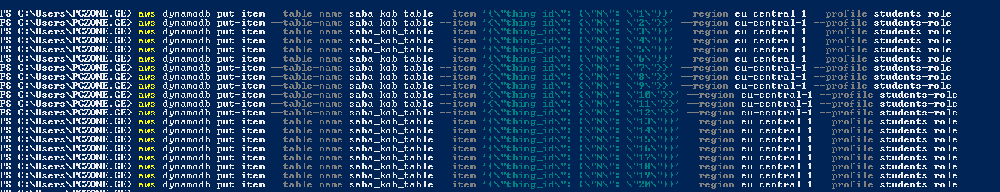 PS C:\Users\PCZONE.GE> aws dynamodb put-item --table-name saba_kob_table --item '{\"thing_id\": {\"N\": \"1\"}}' --region eu-central-1 --profile students-role
PS C:\Users\PCZONE.GE> aws dynamodb put-item --table-name saba_kob_table --item '{\"thing_id\": {\"N\": \"2\"}}' --region eu-central-1 --profile students-role
PS C:\Users\PCZONE.GE> aws dynamodb put-item --table-name saba_kob_table --item '{\"thing_id\": {\"N\": \"3\"}}' --region eu-central-1 --profile students-role
PS C:\Users\PCZONE.GE> aws dynamodb put-item --table-name saba_kob_table --item '{\"thing_id\": {\"N\": \"4\"}}' --region eu-central-1 --profile students-role
PS C:\Users\PCZONE.GE> aws dynamodb put-item --table-name saba_kob_table --item '{\"thing_id\": {\"N\": \"5\"}}' --region eu-central-1 --profile students-role
PS C:\Users\PCZONE.GE> aws dynamodb put-item --table-name saba_kob_table --item '{\"thing_id\": {\"N\": \"6\"}}' --region eu-central-1 --profile students-role
PS C:\Users\PCZONE.GE> aws dynamodb put-item --table-name saba_kob_table --item '{\"thing_id\": {\"N\": \"7\"}}' --region eu-central-1 --profile students-role
PS C:\Users\PCZONE.GE> aws dynamodb put-item --table-name saba_kob_table --item '{\"thing_id\": {\"N\": \"8\"}}' --region eu-central-1 --profile students-role
PS C:\Users\PCZONE.GE> aws dynamodb put-item --table-name saba_kob_table --item '{\"thing_id\": {\"N\": \"9\"}}' --region eu-central-1 --profile students-role
PS C:\Users\PCZONE.GE> aws dynamodb put-item --table-name saba_kob_table --item '{\"thing_id\": {\"N\": \"10\"}}' --region eu-central-1 --profile students-role
PS C:\Users\PCZONE.GE> aws dynamodb put-item --table-name saba_kob_table --item '{\"thing_id\": {\"N\": \"11\"}}' --region eu-central-1 --profile students-role
PS C:\Users\PCZONE.GE> aws dynamodb put-item --table-name saba_kob_table --item '{\"thing_id\": {\"N\": \"12\"}}' --region eu-central-1 --profile students-role
PS C:\Users\PCZONE.GE> aws dynamodb put-item --table-name saba_kob_table --item '{\"thing_id\": {\"N\": \"13\"}}' --region eu-central-1 --profile students-role
PS C:\Users\PCZONE.GE> aws dynamodb put-item --table-name saba_kob_table --item '{\"thing_id\": {\"N\": \"14\"}}' --region eu-central-1 --profile students-role
PS C:\Users\PCZONE.GE> aws dynamodb put-item --table-name saba_kob_table --item '{\"thing_id\": {\"N\": \"15\"}}' --region eu-central-1 --profile students-role
PS C:\Users\PCZONE.GE> aws dynamodb put-item --table-name saba_kob_table --item '{\"thing_id\": {\"N\": \"16\"}}' --region eu-central-1 --profile students-role
PS C:\Users\PCZONE.GE> aws dynamodb put-item --table-name saba_kob_table --item '{\"thing_id\": {\"N\": \"17\"}}' --region eu-central-1 --profile students-role
PS C:\Users\PCZONE.GE> aws dynamodb put-item --table-name saba_kob_table --item '{\"thing_id\": {\"N\": \"18\"}}' --region eu-central-1 --profile students-role
PS C:\Users\PCZONE.GE> aws dynamodb put-item --table-name saba_kob_table --item '{\"thing_id\": {\"N\": \"19\"}}' --region eu-central-1 --profile students-role
PS C:\Users\PCZONE.GE> aws dynamodb put-item --table-name saba_kob_table --item '{\"thing_id\": {\"N\": \"20\"}}' --region eu-central-1 --profile students-role